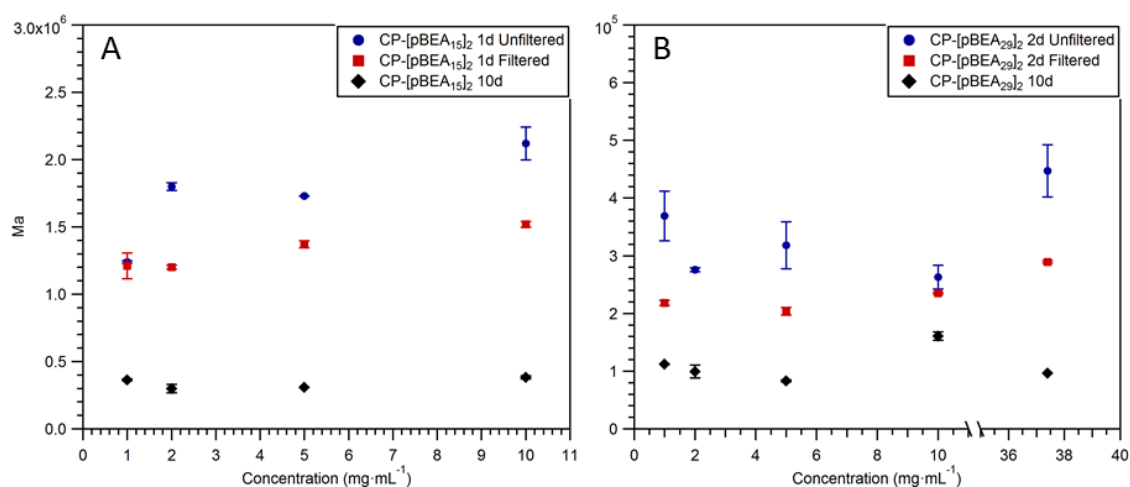 3.0x10⁶
2.5
2.0
1.5
1.0
0.5
0.0
Ma
A
CP-[pBEA₁₅]₂ 1d Unfiltered
CP-[pBEA₁₅]₂ 1d Filtered
CP-[pBEA₁₅]₂ 10d
0 1 2 3 4 5 6 7 8 9 10 11
Concentration (mg·mL⁻¹)
10⁵
6
5
4
3
2
1
0
B
CP-[pBEA₂₉]₂ 2d Unfiltered
CP-[pBEA₂₉]₂ 2d Filtered
CP-[pBEA₂₉]₂ 10d
0 2 4 6 8 10 36 38 40
Concentration (mg·mL⁻¹)